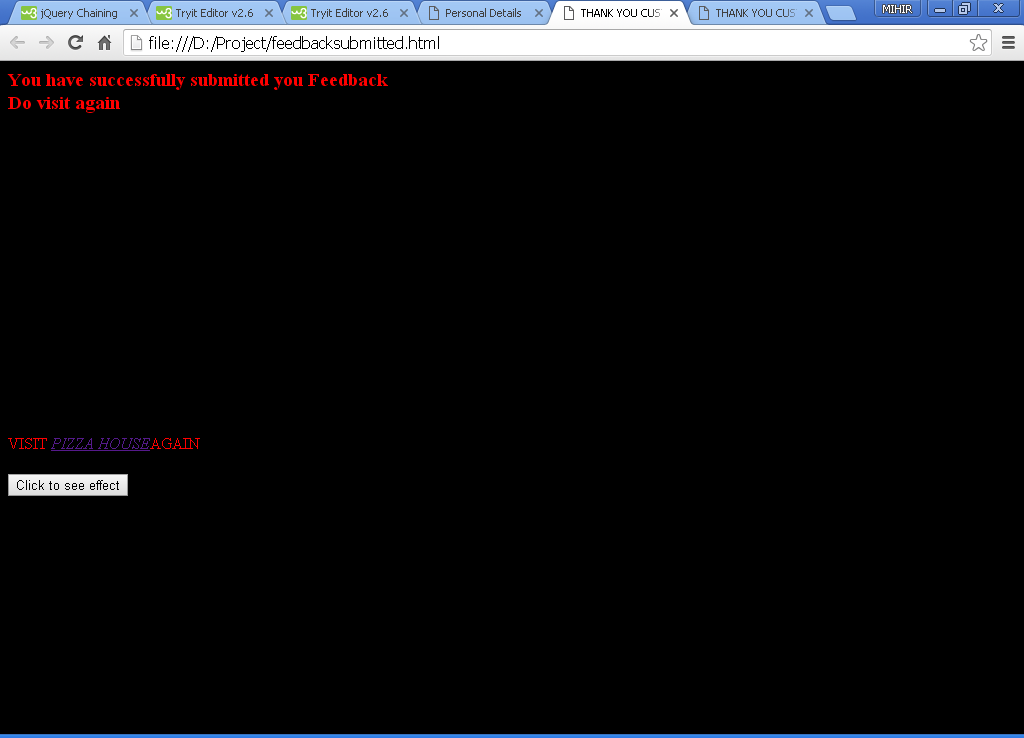 jQuery Chaining
Tryit Editor v2.6
Tryit Editor v2.6
Personal Details
THANK YOU CUS
THANK YOU CUS
MIHIR
file:///D:/Project/feedbacksubmitted.html
You have successfully submitted you Feedback
Do visit again
VISIT PIZZA HOUSEAGAIN
Click to see effect